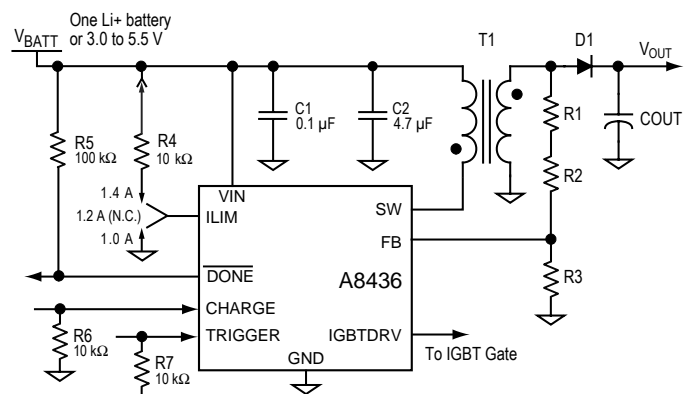 One Li+ battery
or 3.0 to 5.5 V
VBATT
T1
D1
VOUT
C1
0.1 µF
C2
4.7 µF
R1
COUT
R5
100 kΩ
R4
10 kΩ
R2
1.4 A
1.2 A (N.C.)
1.0 A
VIN
ILIM
SW
FB
DONE
A8436
R3
CHARGE
R6
10 kΩ
TRIGGER
IGBTDRV
To IGBT Gate
R7
10 kΩ
GND